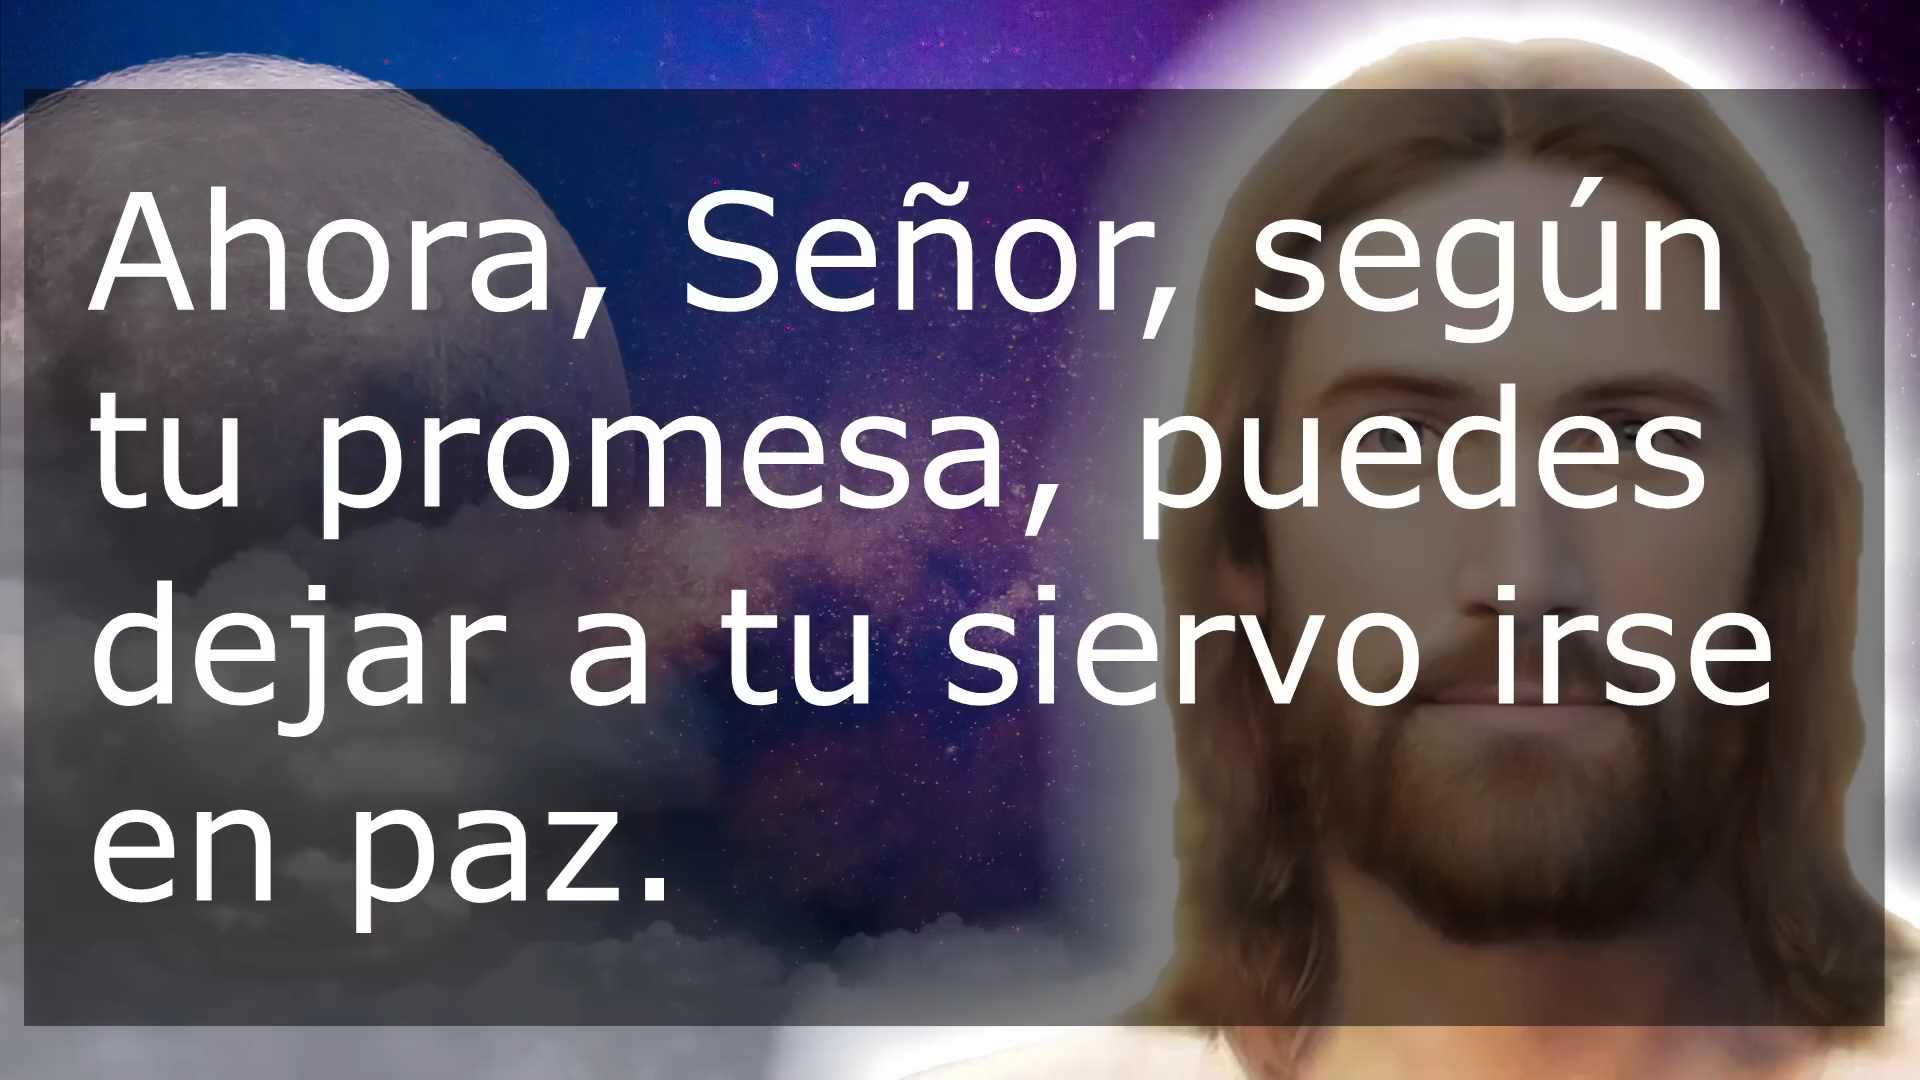 Ahora, Señor, según
tu promesa, puedes
dejar a tu siervo irse
en paz.